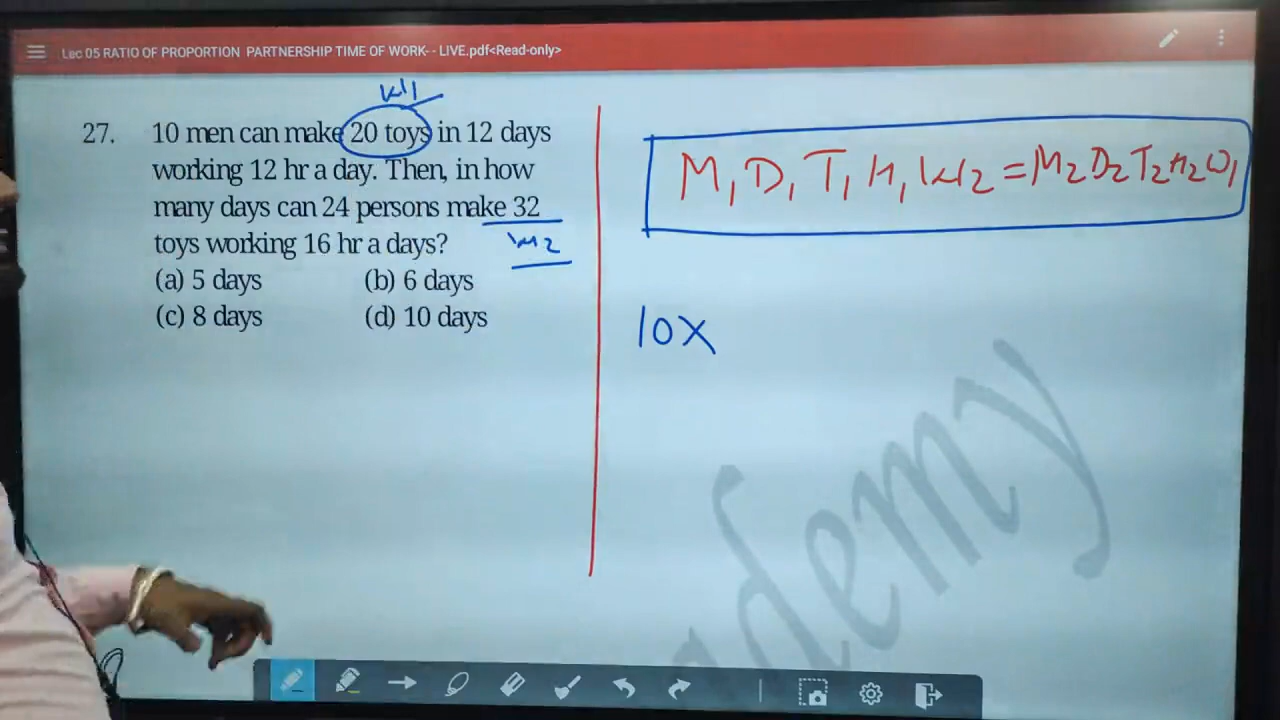 Lec 05 RATIO OF PROPORTION PARTNERSHIP TIME OF WORK- - LIVE.pdf<Read-only>
W1
27. 10 men can make 20 toys in 12 days
working 12 hr a day. Then, in how
many days can 24 persons make 32
toys working 16 hr a days?
W2
(a) 5 days (b) 6 days
(c) 8 days (d) 10 days
M₁D₁T₁H₁W₂=M₂D₂T₂H₂W₁
10×
ademy